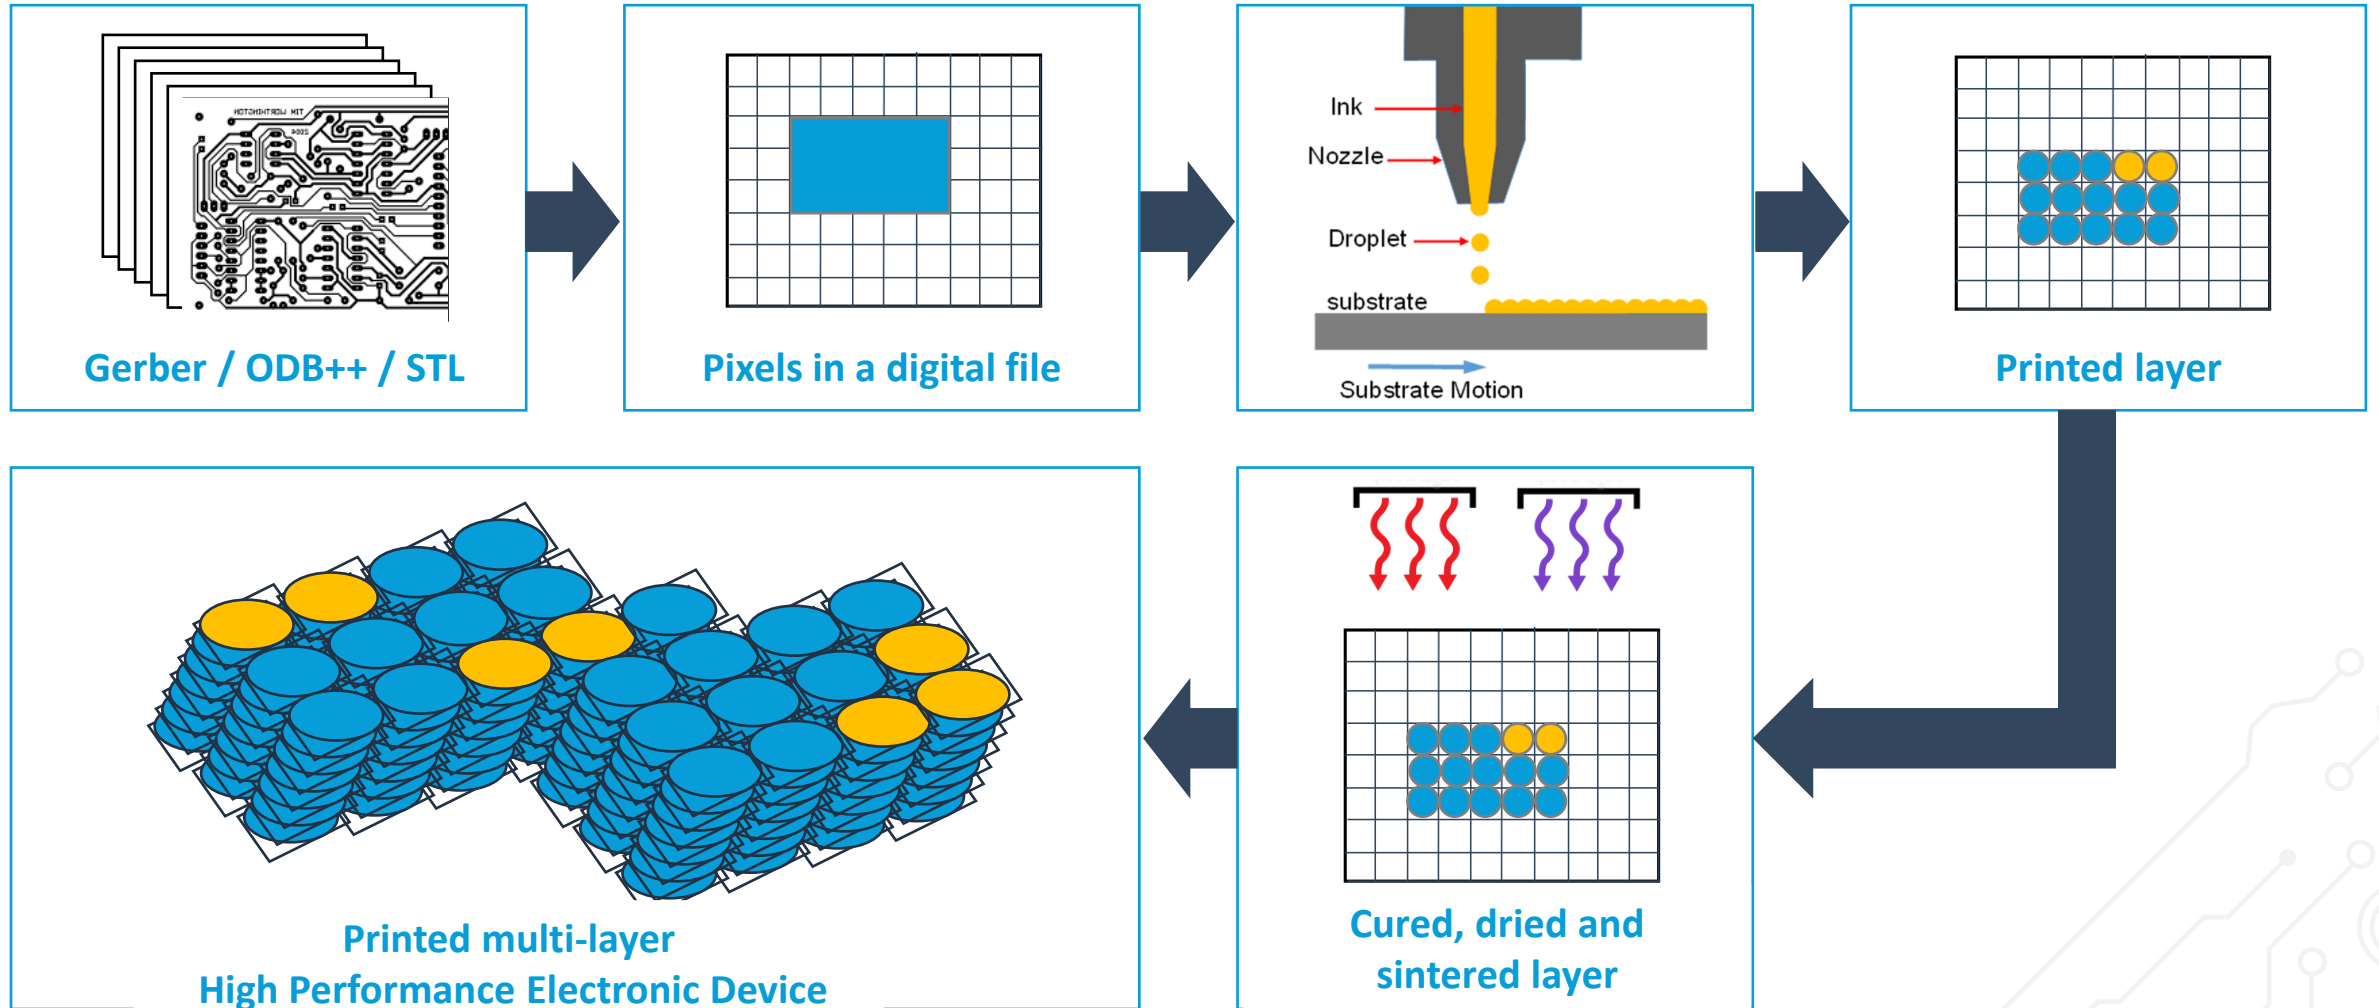 Gerber / ODB++ / STL
Pixels in a digital file
Ink
Nozzle
Droplet
substrate
Substrate Motion
Printed layer
Printed multi-layer
High Performance Electronic Device
Cured, dried and
sintered layer